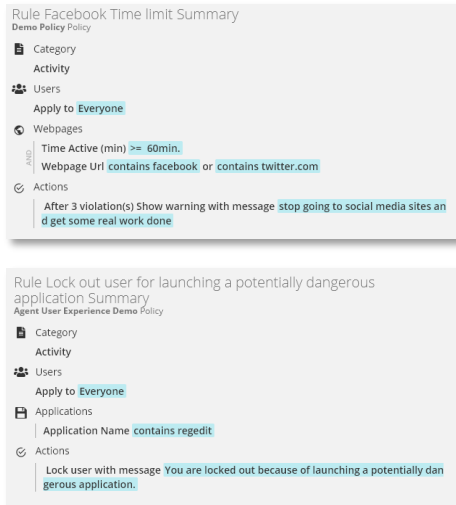 Rule Facebook Time limit Summary
Demo Policy Policy
Category
Activity
Users
Apply to Everyone
Webpages
AND
Time Active (min) >= 60min.
Webpage Url contains facebook or contains twitter.com
Actions
After 3 violation(s) Show warning with message stop going to social media sites an
d get some real work done
Rule Lock out user for launching a potentially dangerous
application Summary
Agent User Experience Demo Policy
Category
Activity
Users
Apply to Everyone
Applications
Application Name contains regedit
Actions
Lock user with message You are locked out because of launching a potentially dan
gerous application.